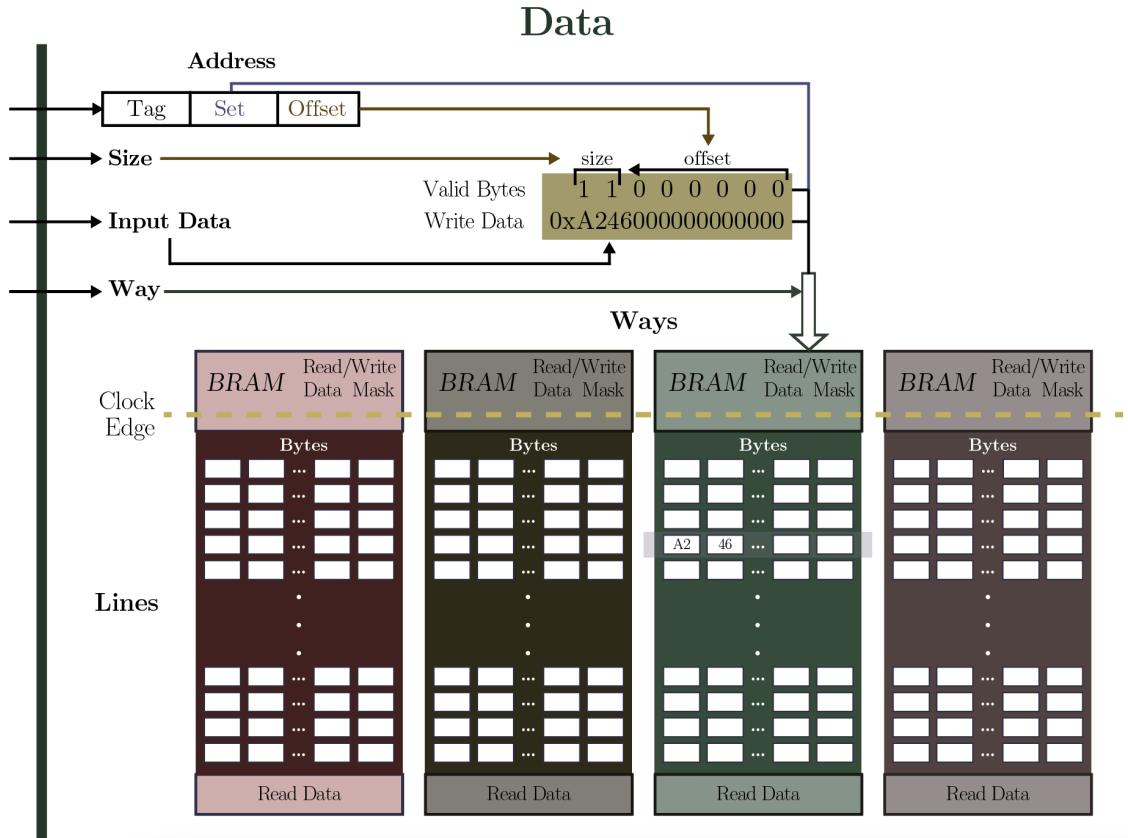 Data
Address
Tag Set Offset
Size
size offset
Valid Bytes 1 1 0 0 0 0 0 0
Input Data
Write Data 0xA246000000000000
Way
Ways
BRAM Read/Write Data Mask
BRAM Read/Write Data Mask
BRAM Read/Write Data Mask
BRAM Read/Write Data Mask
Clock
Edge
Bytes Bytes Bytes Bytes
... ... ... ...
... ... ... ...
... ... ... ...
... ... A2 46 ... ...
... ... ... ...
Lines
... ... ... ...
... ... ... ...
... ... ... ...
... ... ... ...
Read Data Read Data Read Data Read Data